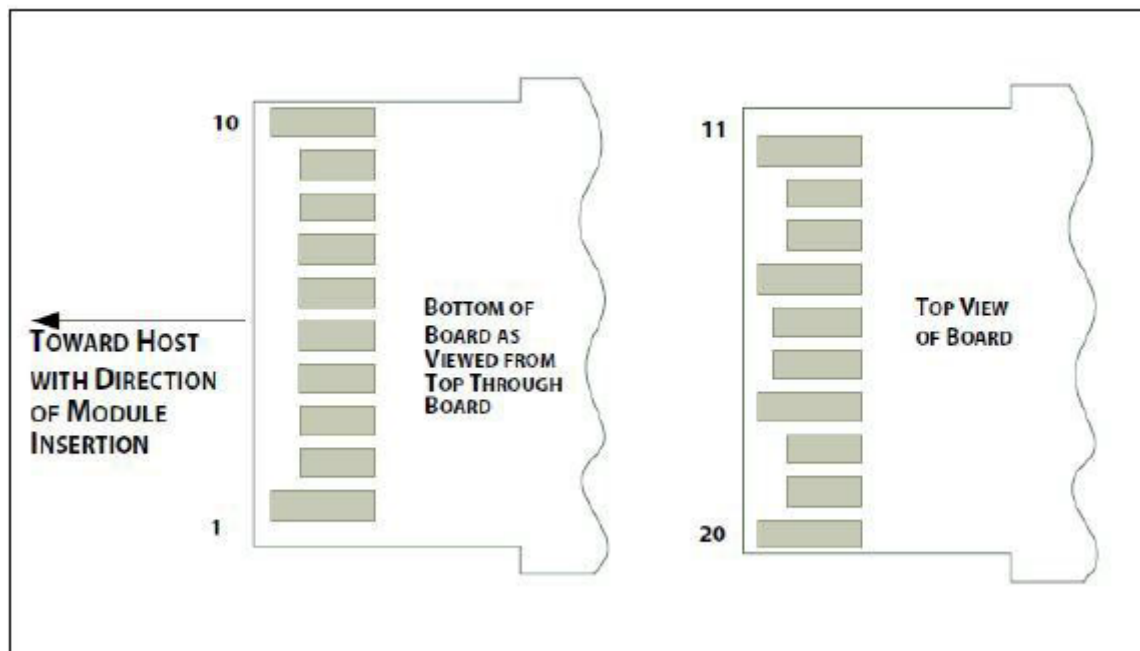 10
BOTTOM OF
BOARD AS
VIEWED FROM
TOP THROUGH
BOARD
TOWARD HOST
WITH DIRECTION
OF MODULE
INSERTION
1
11
TOP VIEW
OF BOARD
20